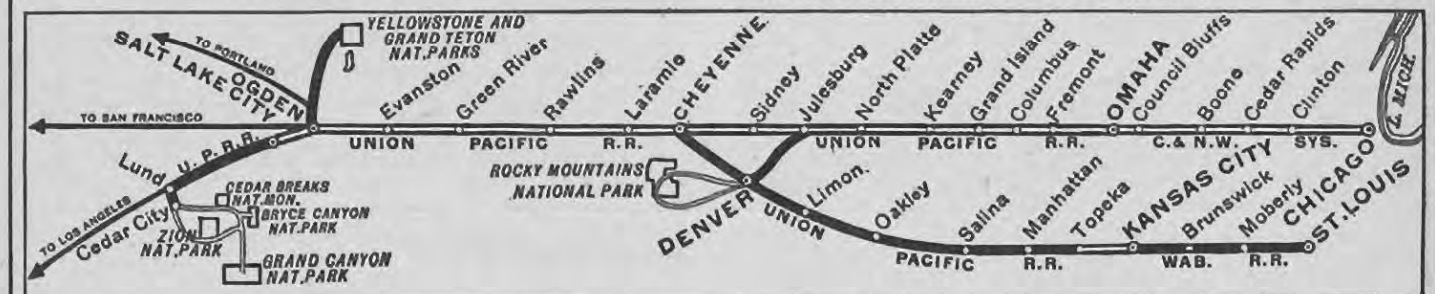 YELLOWSTONE AND
GRAND TETON
NAT. PARKS
TO PORTLAND
SALT LAKE
CITY
OGDEN
TO SAN FRANCISCO
Evanston
Green River
Rawlins
Laramie
CHEYENNE
Sidney
Julesburg
North Platte
Kearney
Grand Island
Columbus
Fremont
OMAHA
Council Bluffs
Boone
Cedar Rapids
Clinton
L. MICH.
UNION PACIFIC R.R.
UNION PACIFIC R.R.
C. & N.W. SYS.
CHICAGO
U. P. R. R.
Lund
TO LOS ANGELES
Cedar City
CEDAR BREAKS
NAT. MON.
BRYCE CANYON
NAT. PARK
ZION
NAT. PARK
GRAND CANYON
NAT. PARK
ROCKY MOUNTAINS
NATIONAL PARK
DENVER
Limon.
Oakley
Salina
Manhattan
Topeka
KANSAS CITY
Brunswick
Moberly
ST. LOUIS
UNION PACIFIC R.R.
WAB. R.R.